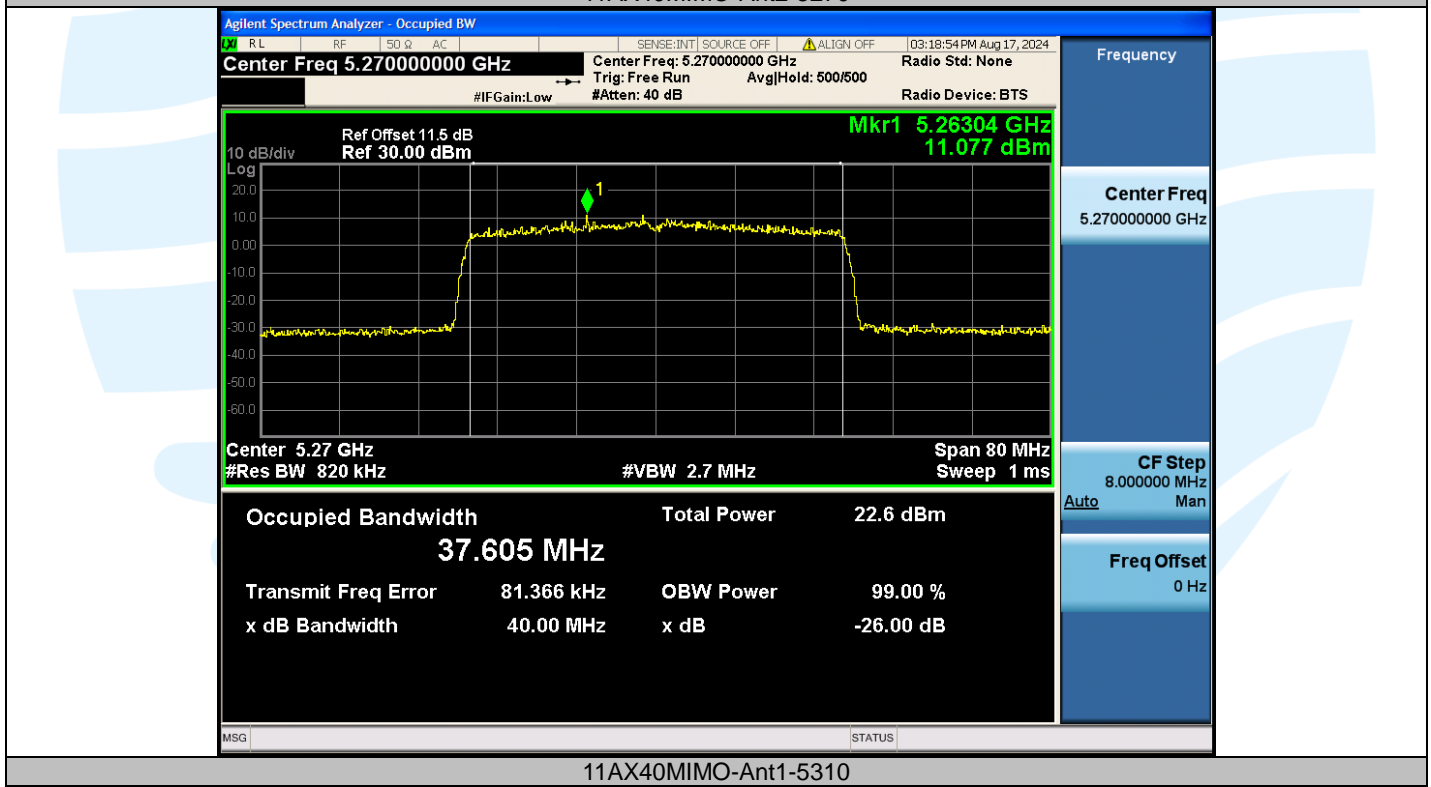 11AX40MIMO-Ant2-5270
Agilent Spectrum Analyzer - Occupied BW
LXI RL RF 50 Ω AC SENSE:INT SOURCE OFF ALIGN OFF 03:18:54 PM Aug 17, 2024
Center Freq 5.270000000 GHz
Center Freq: 5.270000000 GHz Radio Std: None
Trig: Free Run Avg|Hold: 500/500
#IFGain:Low #Atten: 40 dB Radio Device: BTS
Frequency
Mkr1 5.26304 GHz
11.077 dBm
Ref Offset 11.5 dB
10 dB/div Ref 30.00 dBm
Log
20.0
10.0
0.00
-10.0
-20.0
-30.0
-40.0
-50.0
-60.0
1
Center 5.27 GHz Span 80 MHz
#Res BW 820 kHz #VBW 2.7 MHz Sweep 1 ms
Center Freq
5.270000000 GHz
CF Step
8.000000 MHz
Auto Man
Freq Offset
0 Hz
Occupied Bandwidth Total Power 22.6 dBm
37.605 MHz
Transmit Freq Error 81.366 kHz OBW Power 99.00 %
x dB Bandwidth 40.00 MHz x dB -26.00 dB
MSG STATUS
11AX40MIMO-Ant1-5310